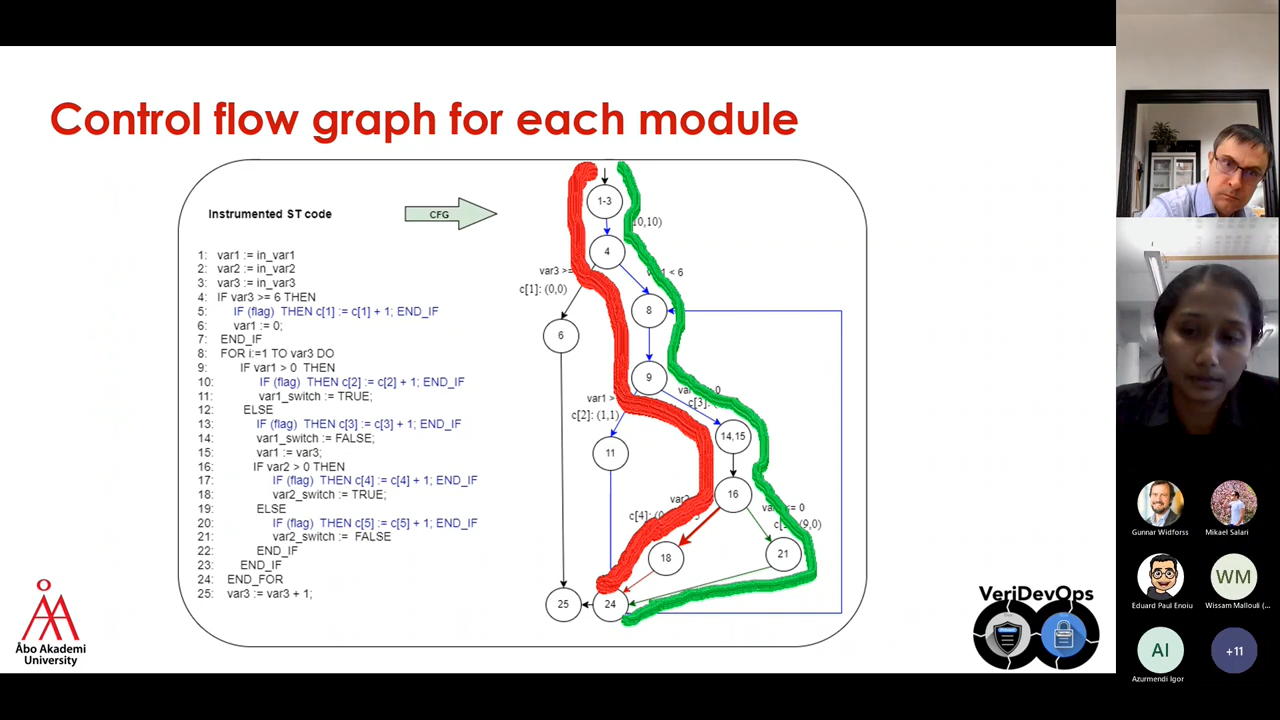 Control flow graph for each module
Instrumented ST code
CFG
1: var1 := in_var1
2: var2 := in_var2
3: var3 := in_var3
4: IF var3 >= 6 THEN
5: IF (flag) THEN c[1] := c[1] + 1; END_IF
6: var1 := 0;
7: END_IF
8: FOR i:=1 TO var3 DO
9: IF var1 > 0 THEN
10: IF (flag) THEN c[2] := c[2] + 1; END_IF
11: var1_switch := TRUE;
12: ELSE
13: IF (flag) THEN c[3] := c[3] + 1; END_IF
14: var1_switch := FALSE;
15: var1 := var3;
16: IF var2 > 0 THEN
17: IF (flag) THEN c[4] := c[4] + 1; END_IF
18: var2_switch := TRUE;
19: ELSE
20: IF (flag) THEN c[5] := c[5] + 1; END_IF
21: var2_switch := FALSE
22: END_IF
23: END_IF
24: END_FOR
25: var3 := var3 + 1;
1-3
10,10)
4
var3 >=
< 6
c[1]: (0,0)
8
6
9
var1 >
c[3]:
c[2]: (1,1)
14,15
11
16
c[4]:
(9,0)
18
21
25
24
Åbo Akademi
University
VeriDevOps
Gunnar Widforss
Mikael Salari
WM
Eduard Paul Enoiu
Wissam Mallouli (...
AI
+11
Azurmendi Igor